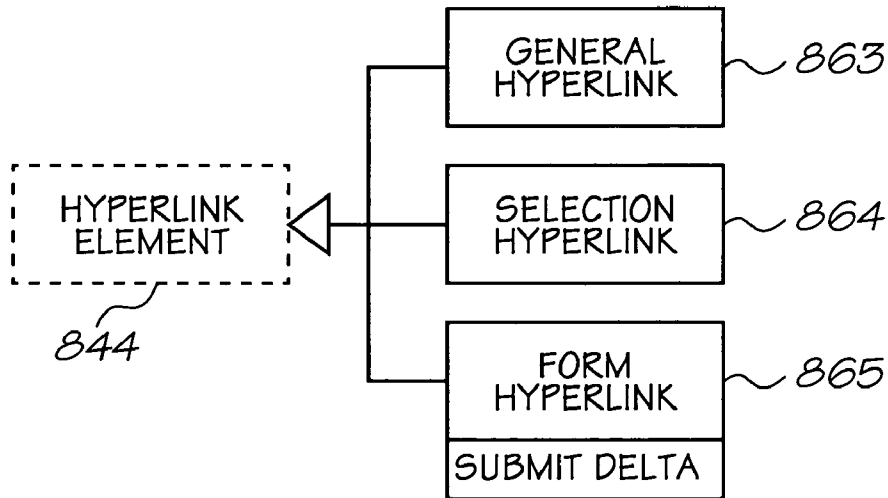 GENERAL
HYPERLINK
863
HYPERLINK
ELEMENT
844
SELECTION
HYPERLINK
864
FORM
HYPERLINK
865
SUBMIT DELTA